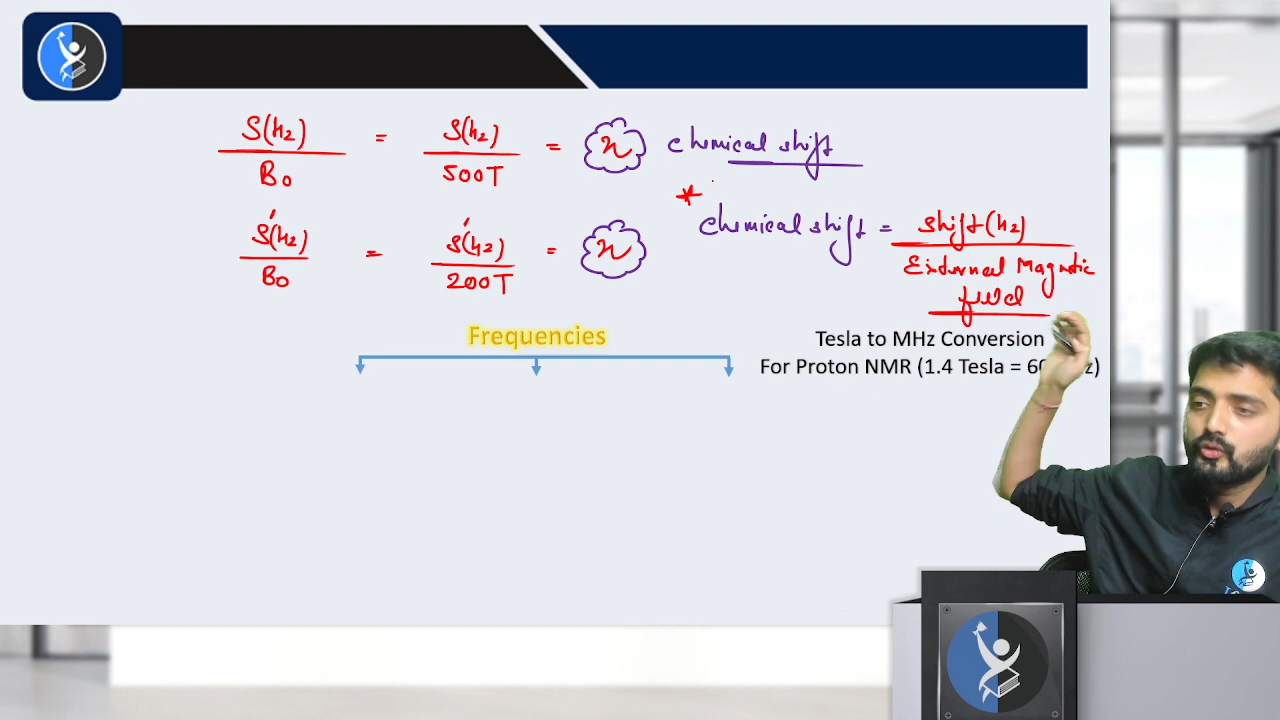 S(hz) / B0 = S(hz) / 500T = x chemical shift
S'(hz) / B0 = S'(hz) / 200T = x
* chemical shift = shift(hz) / External Magnetic field
Frequencies
Tesla to MHz Conversion
For Proton NMR (1.4 Tesla = 60 z)